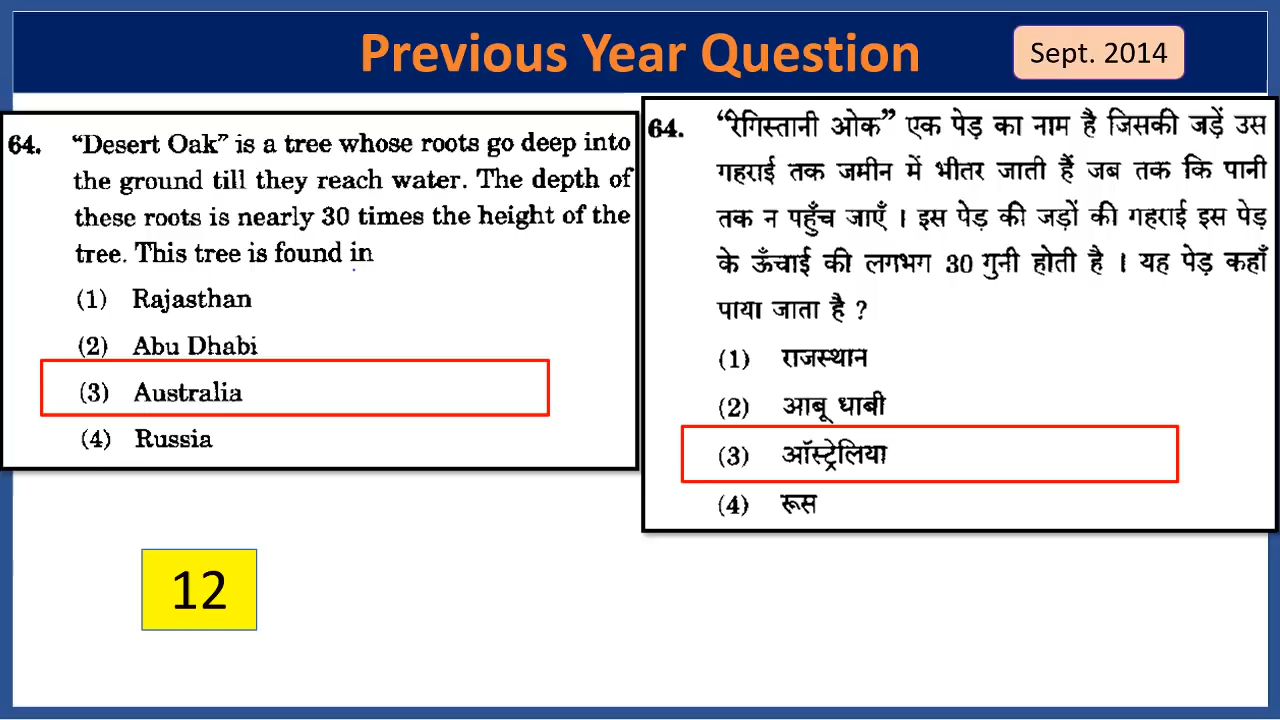 Previous Year Question
Sept. 2014
64. “Desert Oak” is a tree whose roots go deep into
the ground till they reach water. The depth of
these roots is nearly 30 times the height of the
tree. This tree is found in
(1) Rajasthan
(2) Abu Dhabi
(3) Australia
(4) Russia
64. “रेगिस्तानी ओक” एक पेड़ का नाम है जिसकी जड़ें उस
गहराई तक जमीन में भीतर जाती हैं जब तक कि पानी
तक न पहुँच जाएँ । इस पेड़ की जड़ों की गहराई इस पेड़
के ऊँचाई की लगभग 30 गुनी होती है । यह पेड़ कहाँ
पाया जाता है ?
(1) राजस्थान
(2) आबू धाबी
(3) ऑस्ट्रेलिया
(4) रूस
12